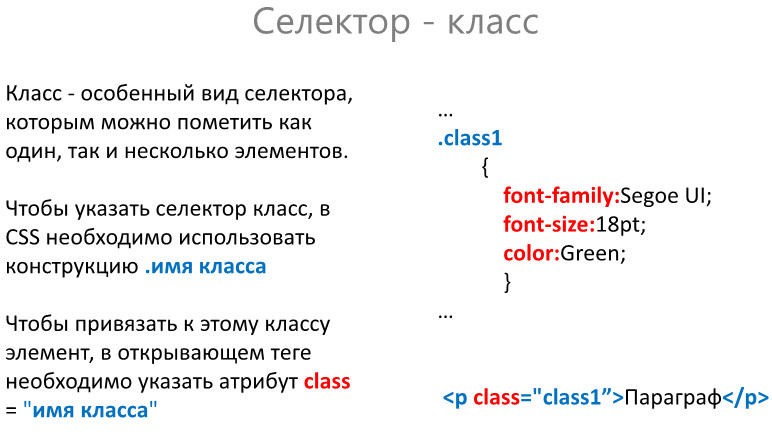 Селектор - класс
Класс - особенный вид селектора,
которым можно пометить как
один, так и несколько элементов.
Чтобы указать селектор класс, в
CSS необходимо использовать
конструкцию .имя класса
Чтобы привязать к этому классу
элемент, в открывающем теге
необходимо указать атрибут class
= "имя класса"
...
.class1
{
font-family:Segoe UI;
font-size:18pt;
color:Green;
}
...
<p class="class1”>Параграф</p>